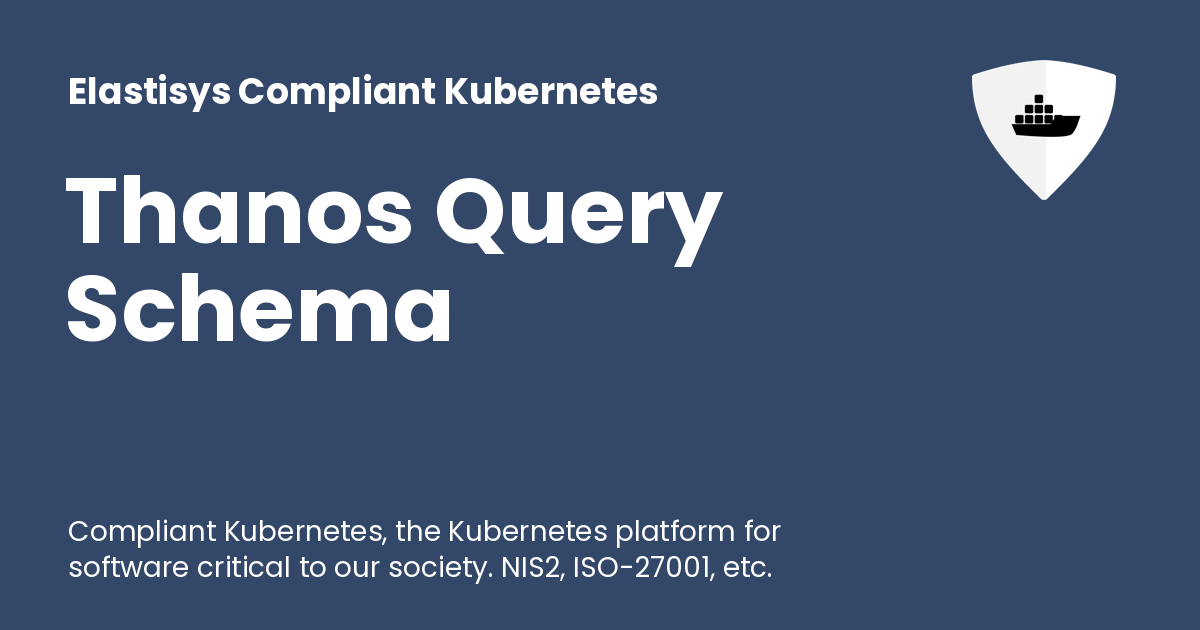 Elastisys Compliant Kubernetes
Thanos Query
Schema
Compliant Kubernetes, the Kubernetes platform for
software critical to our society. NIS2, ISO-27001, etc.